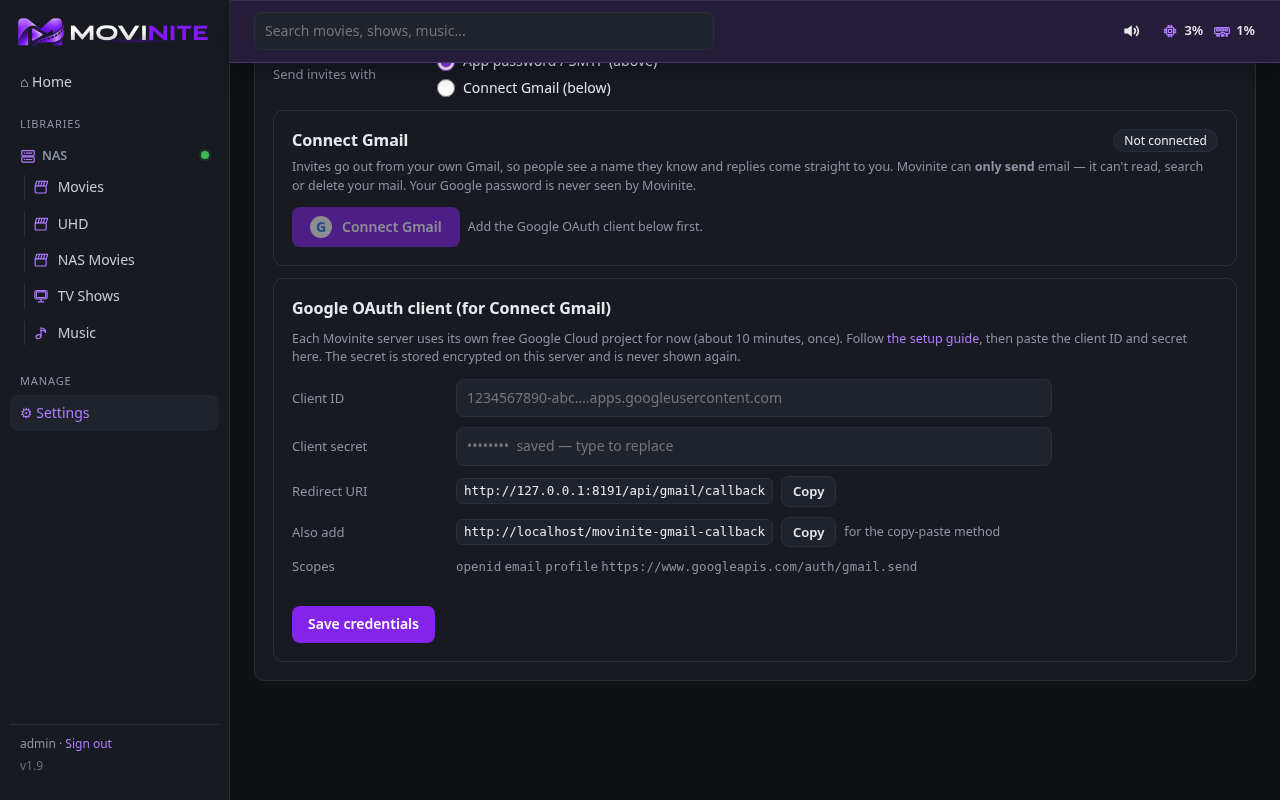 MOVINITE
Search movies, shows, music...
3%
1%
⌂ Home
LIBRARIES
NAS
Movies
UHD
NAS Movies
TV Shows
Music
MANAGE
⚙ Settings
admin · Sign out
v1.9
Send invites with
App password / SMTP (above)
Connect Gmail (below)
Connect Gmail
Not connected
Invites go out from your own Gmail, so people see a name they know and replies come straight to you. Movinite can only send email — it can't read, search
or delete your mail. Your Google password is never seen by Movinite.
G Connect Gmail
Add the Google OAuth client below first.
Google OAuth client (for Connect Gmail)
Each Movinite server uses its own free Google Cloud project for now (about 10 minutes, once). Follow the setup guide, then paste the client ID and secret
here. The secret is stored encrypted on this server and is never shown again.
Client ID
1234567890-abc....apps.googleusercontent.com
Client secret
•••••••• saved — type to replace
Redirect URI
http://127.0.0.1:8191/api/gmail/callback
Copy
Also add
http://localhost/movinite-gmail-callback
Copy
for the copy-paste method
Scopes
openid email profile https://www.googleapis.com/auth/gmail.send
Save credentials